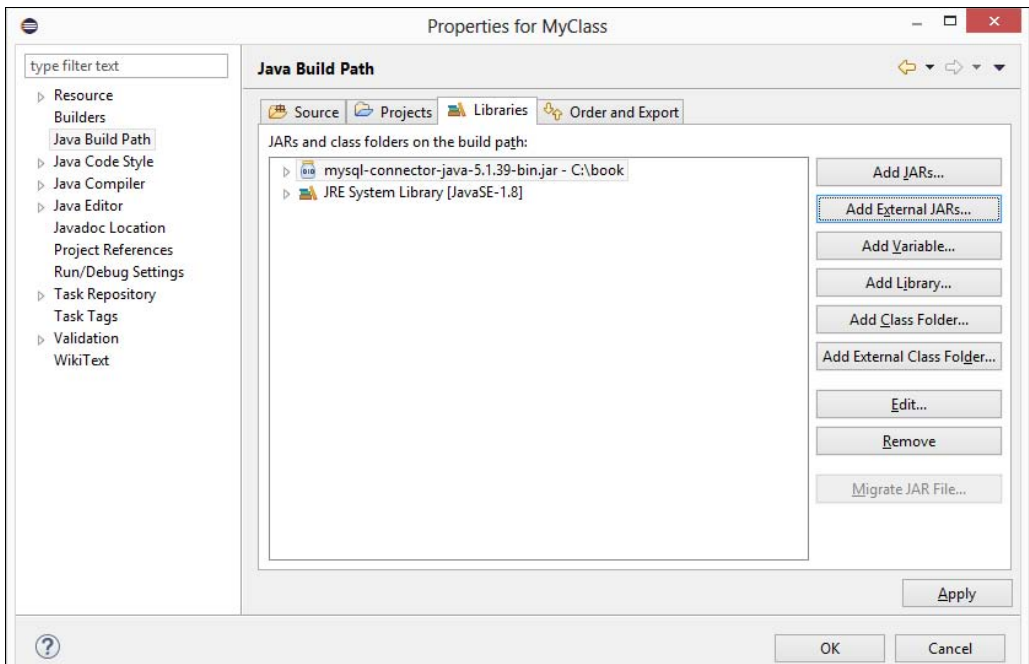 Properties for MyClass
type filter text
Resource
Builders
Java Build Path
Java Code Style
Java Compiler
Java Editor
Javadoc Location
Project References
Run/Debug Settings
Task Repository
Task Tags
Validation
WikiText
Java Build Path
Source Projects Libraries Order and Export
JARs and class folders on the build path:
mysql-connector-java-5.1.39-bin.jar - C:\book
JRE System Library [JavaSE-1.8]
Add JARs...
Add External JARs...
Add Variable...
Add Library...
Add Class Folder...
Add External Class Folder...
Edit...
Remove
Migrate JAR File...
Apply
OK Cancel